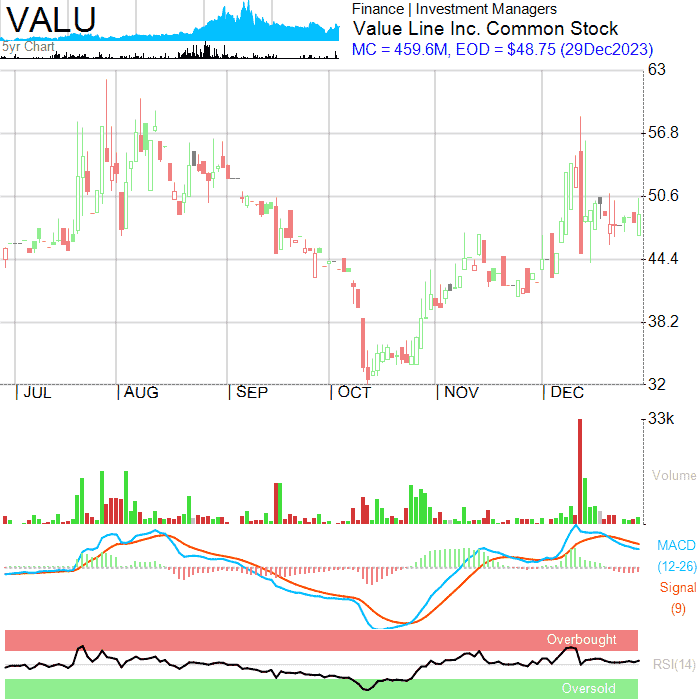 VALU
5yr Chart
Finance | Investment Managers
Value Line Inc. Common Stock
MC = 459.6M, EOD = $48.75 (29Dec2023)
63
56.8
50.6
44.4
38.2
32
JUL AUG SEP OCT NOV DEC
33k
Volume
MACD
(12-26)
Signal
(9)
Overbought
RSI(14)
Oversold